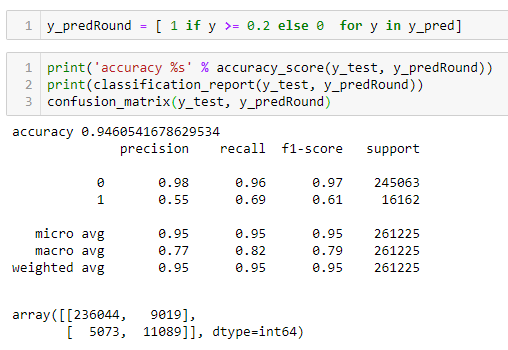 1 y_predRound = [ 1 if y >= 0.2 else 0  for y in y_pred]
1 print('accuracy %s' % accuracy_score(y_test, y_predRound))
2 print(classification_report(y_test, y_predRound))
3 confusion_matrix(y_test, y_predRound)
accuracy 0.9460541678629534
precision    recall  f1-score   support
0       0.98      0.96      0.97    245063
1       0.55      0.69      0.61     16162
micro avg       0.95      0.95      0.95    261225
macro avg       0.77      0.82      0.79    261225
weighted avg       0.95      0.95      0.95    261225
array([[236044,   9019],
[  5073,  11089]], dtype=int64)